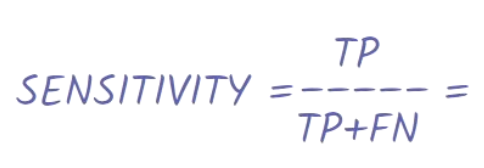 TP
SENSITIVITY = ----- =
TP+FN